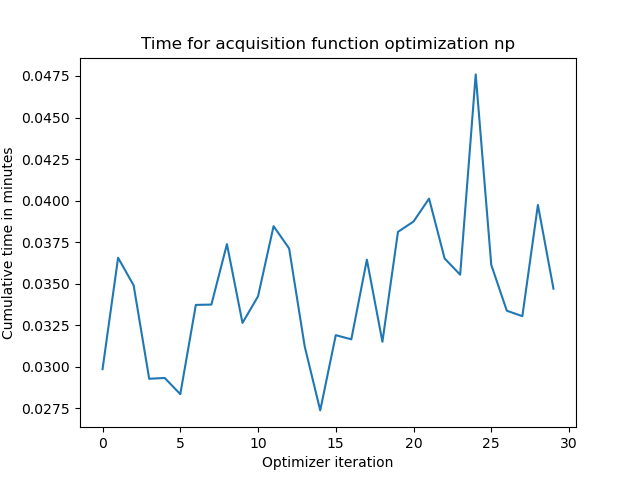 Time for acquisition function optimization np
Cumulative time in minutes
0.0475
0.0450
0.0425
0.0400
0.0375
0.0350
0.0325
0.0300
0.0275
0 5 10 15 20 25 30
Optimizer iteration